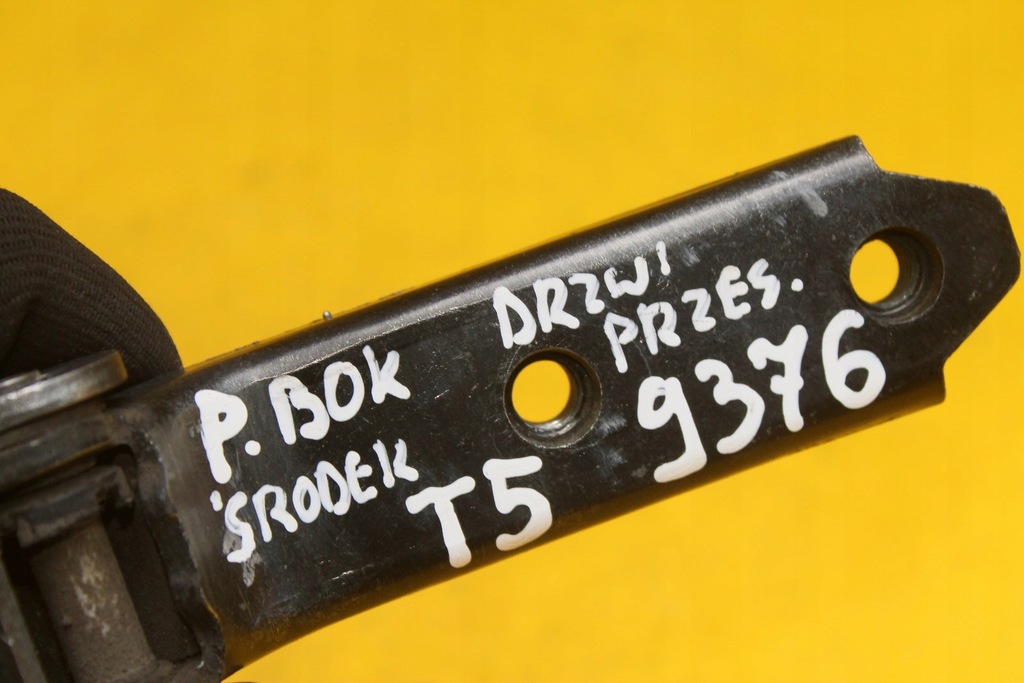 P. BOK
ŚRODEK
T5
DRZWI
PRZES.
9376